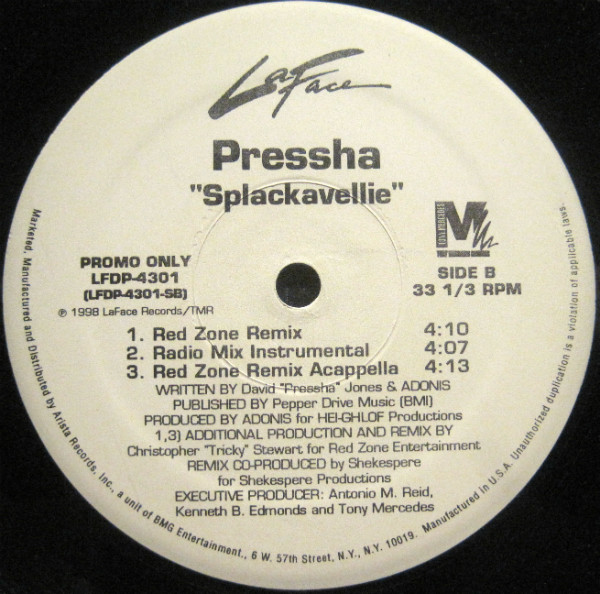 LaFace
Pressha
"Splackavellie"
PROMO ONLY
LFDP-4301
(LFDP-4301-SB)
℗ 1998 LaFace Records/TMR
M
SIDE B
33 1/3 RPM
1. Red Zone Remix 4:10
2. Radio Mix Instrumental 4:07
3. Red Zone Remix Acappella 4:13
WRITTEN BY David "Pressha" Jones & ADONIS
PUBLISHED BY Pepper Drive Music (BMI)
PRODUCED BY ADONIS for HEI-GHLOF Productions
1,3) ADDITIONAL PRODUCTION AND REMIX BY
Christopher "Tricky" Stewart for Red Zone Entertainment
REMIX CO-PRODUCED by Shekespere
for Shekespere Productions
EXECUTIVE PRODUCER: Antonio M. Reid,
Kenneth B. Edmonds and Tony Mercedes
Marketed, Manufactured and Distributed by Arista Records, Inc., a unit of BMG Entertainment., 6 W. 57th Street, N.Y., N.Y. 10019. Manufactured in U.S.A. Unauthorized duplication is a violation of applicable laws.